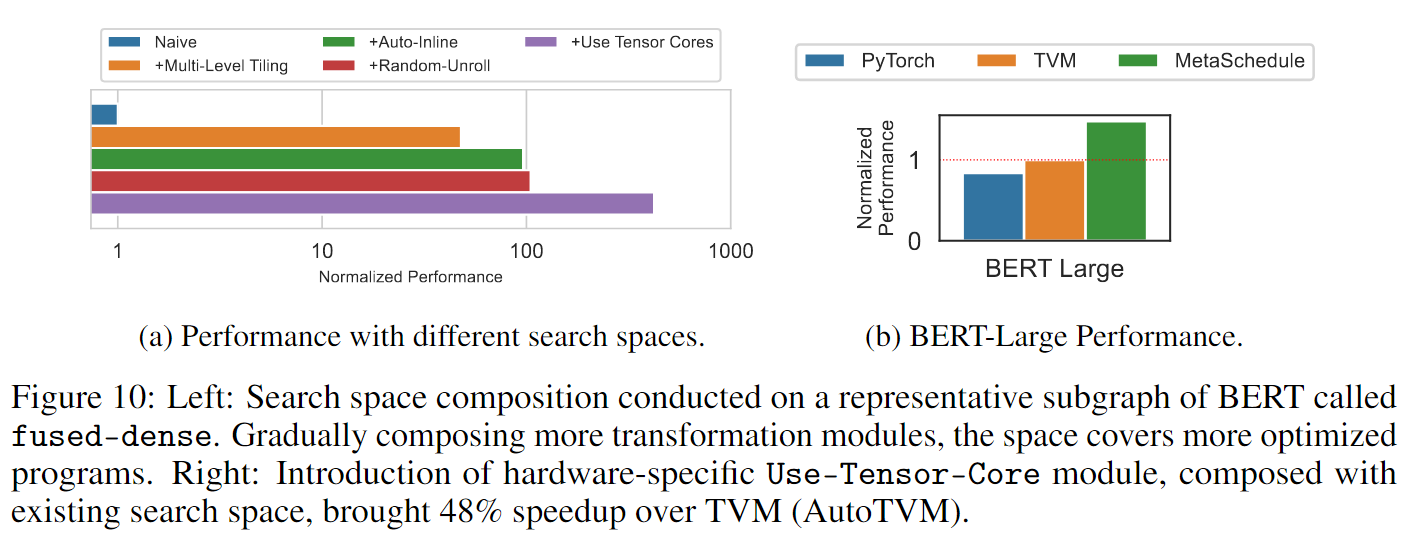 Naive
+Auto-Inline
+Use Tensor Cores
+Multi-Level Tiling
+Random-Unroll
1
10
100
1000
Normalized Performance
(a) Performance with different search spaces.
PyTorch
TVM
MetaSchedule
Normalized
Performance
1
0
BERT Large
(b) BERT-Large Performance.
Figure 10: Left: Search space composition conducted on a representative subgraph of BERT called
fused-dense. Gradually composing more transformation modules, the space covers more optimized
programs. Right: Introduction of hardware-specific Use-Tensor-Core module, composed with
existing search space, brought 48% speedup over TVM (AutoTVM).